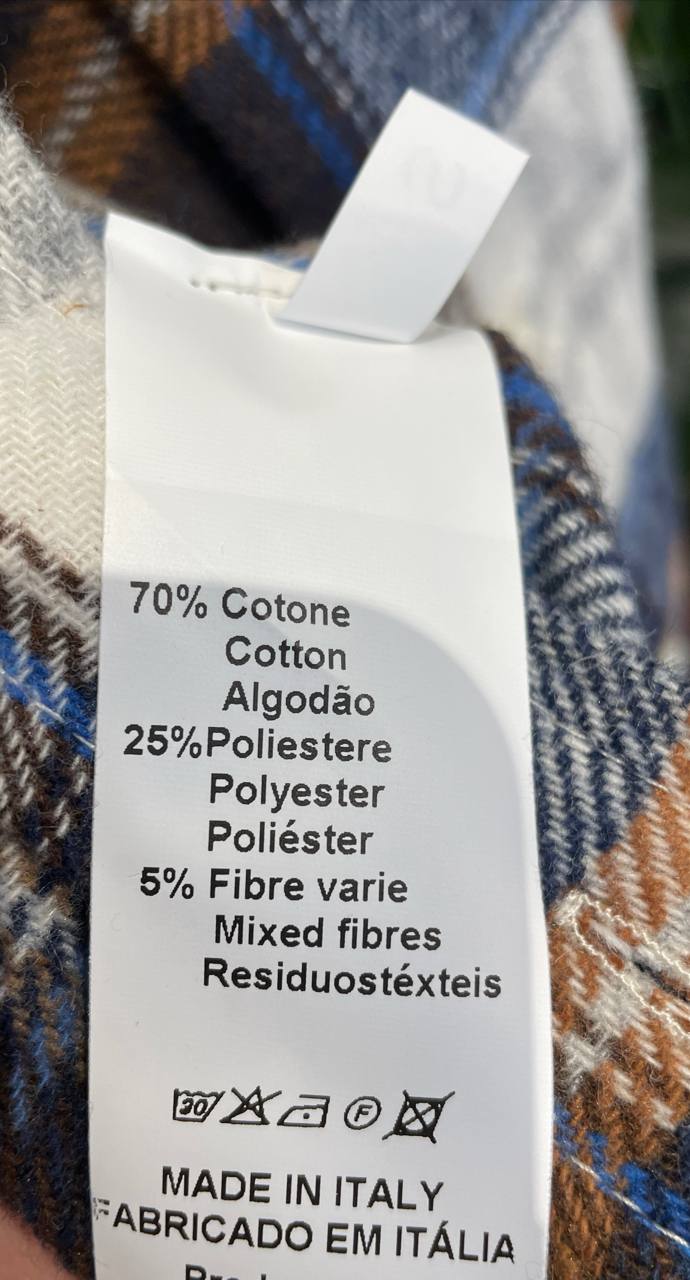 70% Cotone
Cotton
Algodão
25%Poliestere
Polyester
Poliéster
5% Fibre varie
Mixed fibres
Residuostéxteis
30 F
MADE IN ITALY
FABRICADO EM ITÁLIA